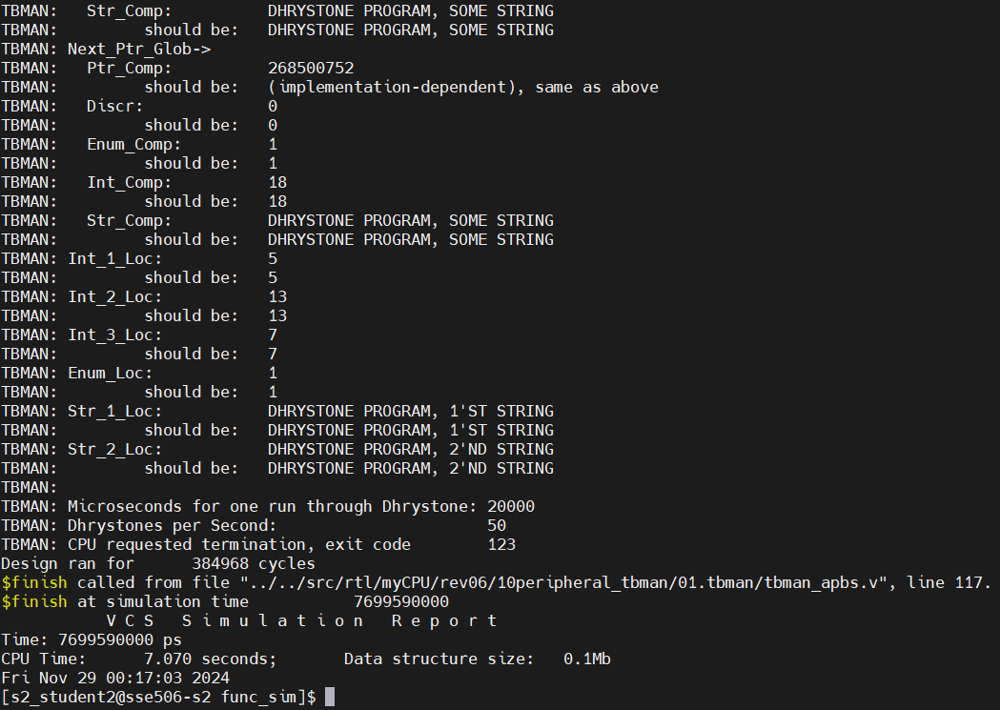 TBMAN:   Str_Comp:          DHRYSTONE PROGRAM, SOME STRING
TBMAN:         should be:   DHRYSTONE PROGRAM, SOME STRING
TBMAN: Next_Ptr_Glob->
TBMAN:   Ptr_Comp:          268500752
TBMAN:         should be:   (implementation-dependent), same as above
TBMAN:   Discr:             0
TBMAN:         should be:   0
TBMAN:   Enum_Comp:         1
TBMAN:         should be:   1
TBMAN:   Int_Comp:          18
TBMAN:         should be:   18
TBMAN:   Str_Comp:          DHRYSTONE PROGRAM, SOME STRING
TBMAN:         should be:   DHRYSTONE PROGRAM, SOME STRING
TBMAN: Int_1_Loc:           5
TBMAN:         should be:   5
TBMAN: Int_2_Loc:           13
TBMAN:         should be:   13
TBMAN: Int_3_Loc:           7
TBMAN:         should be:   7
TBMAN: Enum_Loc:            1
TBMAN:         should be:   1
TBMAN: Str_1_Loc:           DHRYSTONE PROGRAM, 1'ST STRING
TBMAN:         should be:   DHRYSTONE PROGRAM, 1'ST STRING
TBMAN: Str_2_Loc:           DHRYSTONE PROGRAM, 2'ND STRING
TBMAN:         should be:   DHRYSTONE PROGRAM, 2'ND STRING
TBMAN:
TBMAN: Microseconds for one run through Dhrystone: 20000
TBMAN: Dhrystones per Second:                      50
TBMAN: CPU requested termination, exit code        123
Design ran for      384968 cycles
$finish called from file "../../src/rtl/myCPU/rev06/10peripheral_tbman/01.tbman/tbman_apbs.v", line 117.
$finish at simulation time           7699590000
           V C S   S i m u l a t i o n   R e p o r t
Time: 7699590000 ps
CPU Time:      7.070 seconds;       Data structure size:   0.1Mb
Fri Nov 29 00:17:03 2024
[s2_student2@sse506-s2 func_sim]$